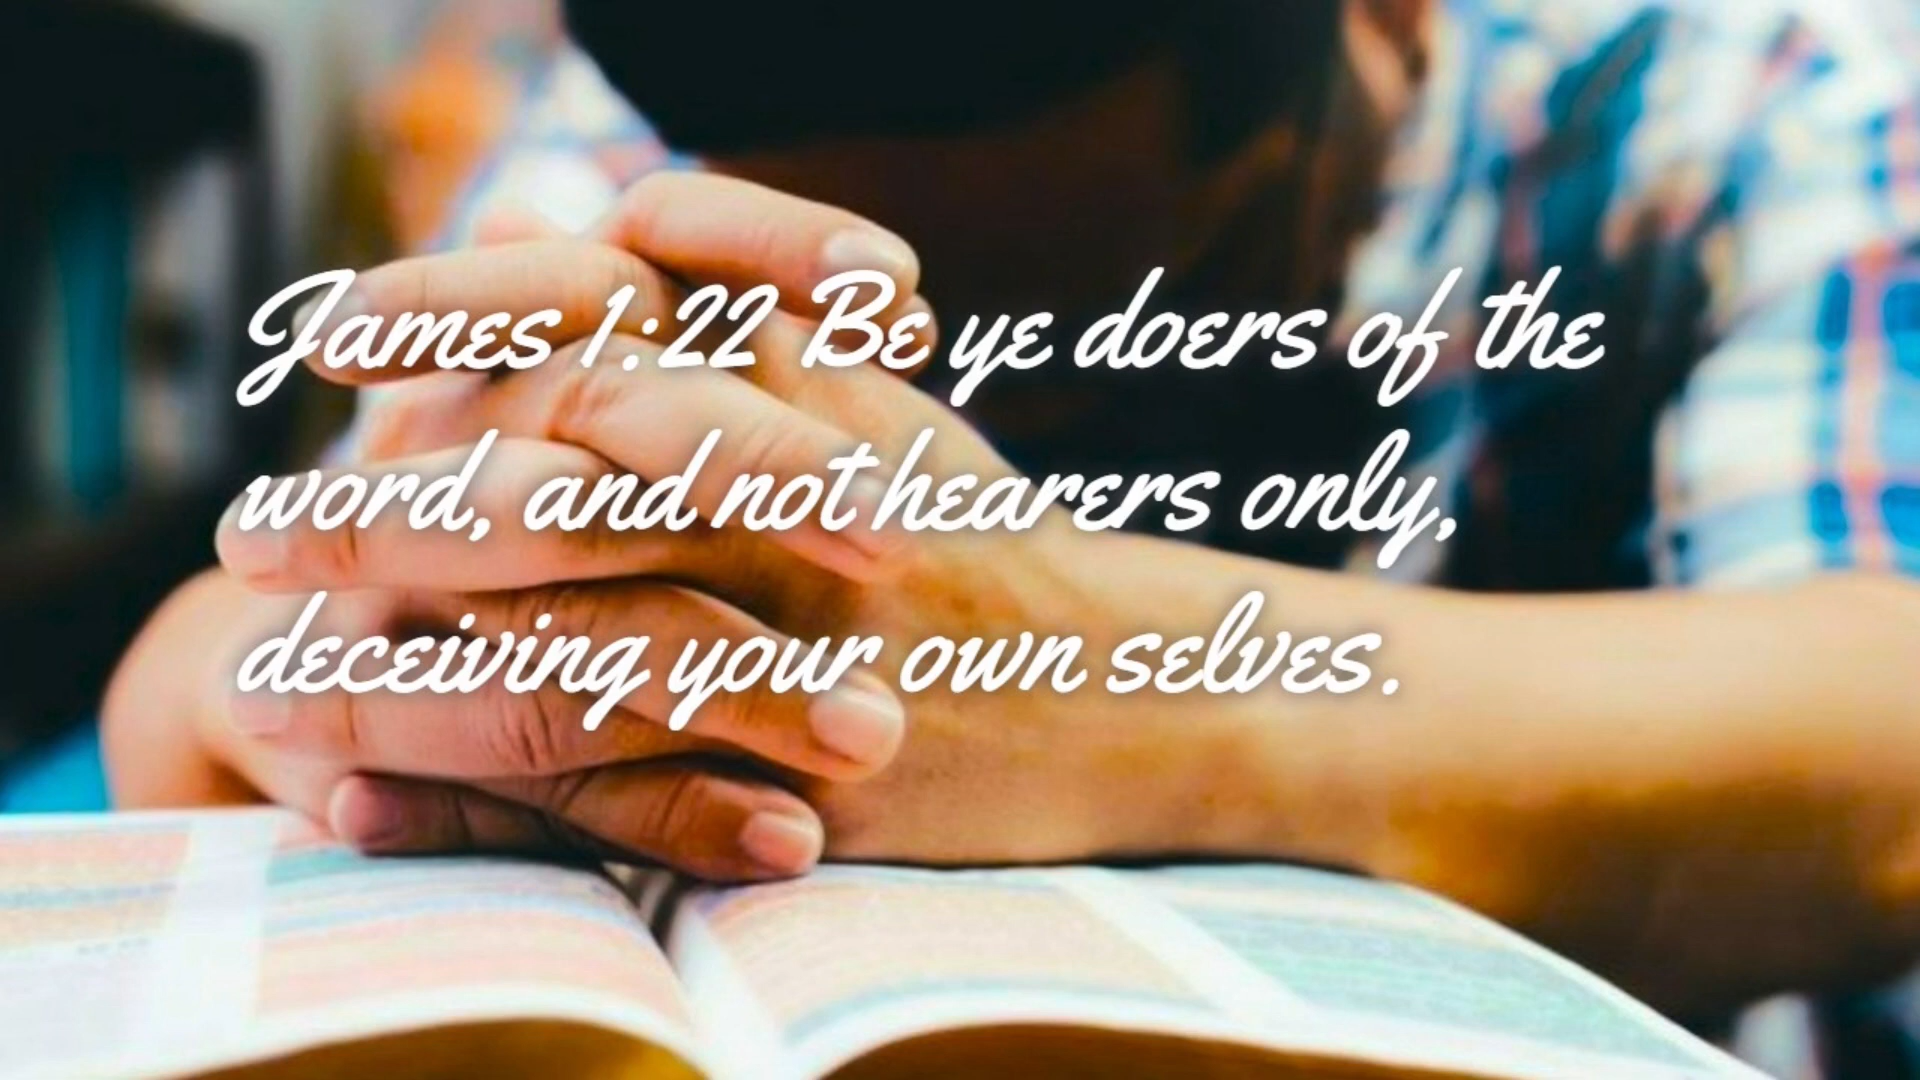 James 1:22 Be ye doers of the
word, and not hearers only,
deceiving your own selves.